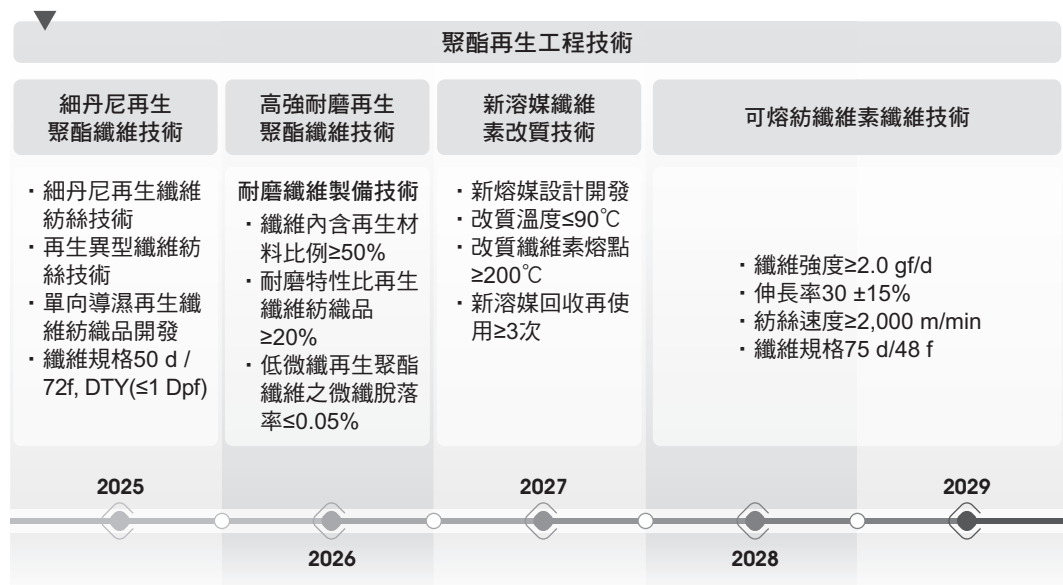 聚酯再生工程技術
細丹尼再生
聚酯纖維技術
高強耐磨再生
聚酯纖維技術
新溶媒纖維
素改質技術
可熔紡纖維素纖維技術
・細丹尼再生纖維
紡絲技術
・再生異型纖維紡
絲技術
・單向導濕再生纖
維紡織品開發
・纖維規格50 d /
72f, DTY(≤1 Dpf)
耐磨纖維製備技術
・纖維內含再生材
料比例≥50%
・耐磨特性比再生
纖維紡織品
≥20%
・低微纖再生聚酯
纖維之微纖脫落
率≤0.05%
・新熔媒設計開發
・改質溫度≤90℃
・改質纖維素熔點
≥200℃
・新溶媒回收再使
用≥3次
・纖維強度≥2.0 gf/d
・伸長率30 ±15%
・紡絲速度≥2,000 m/min
・纖維規格75 d/48 f
2025
2026
2027
2028
2029